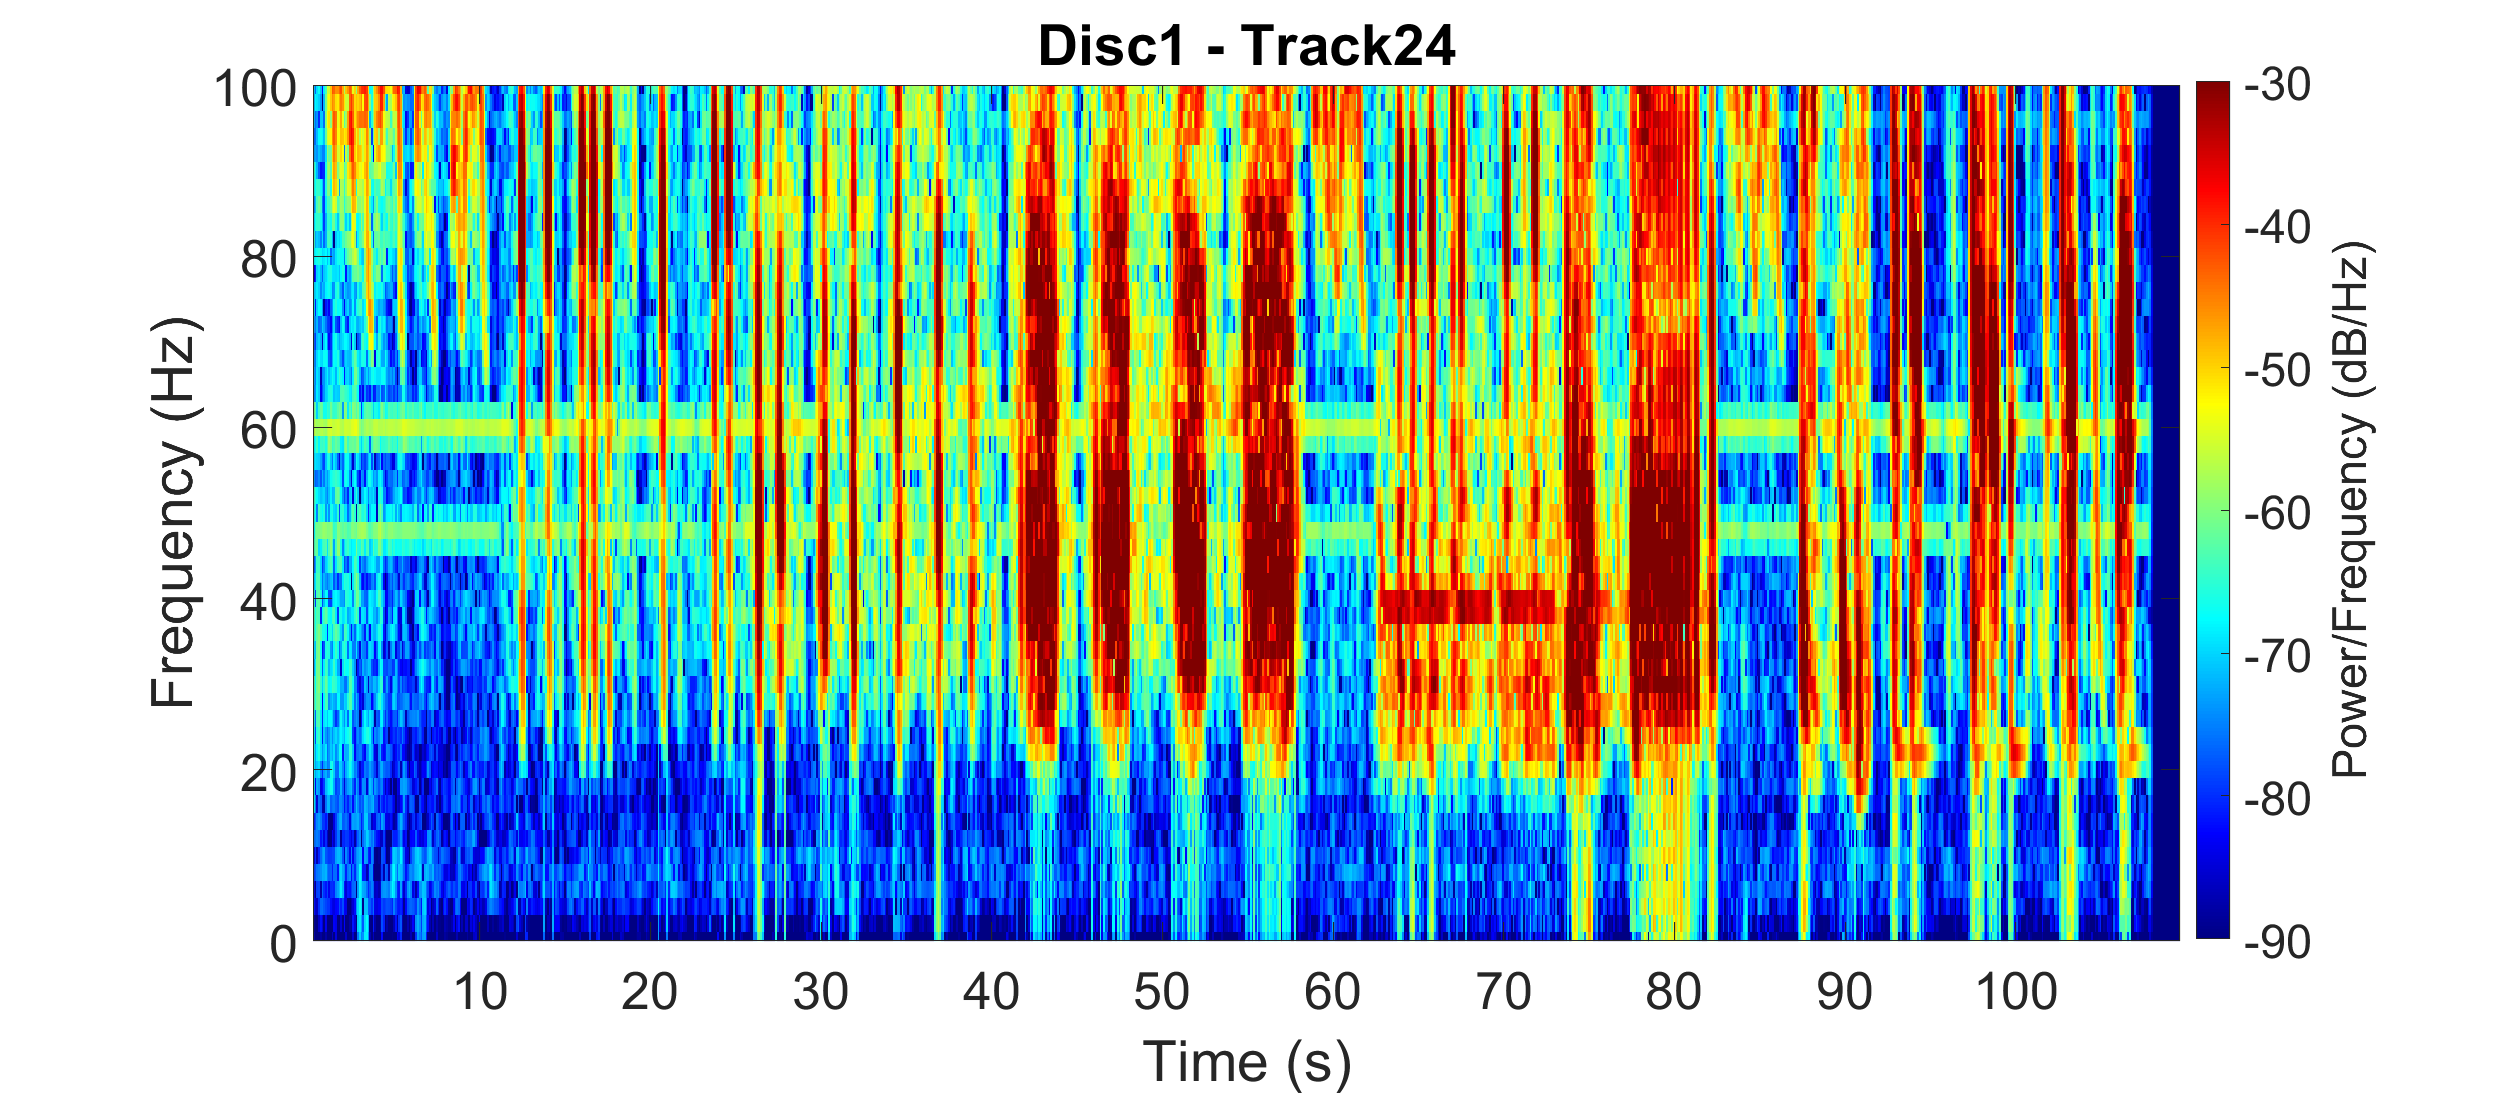 Disc1 - Track24
100
80
60
40
20
0
Frequency (Hz)
10 20 30 40 50 60 70 80 90 100
Time (s)
-30
-40
-50
-60
-70
-80
-90
Power/Frequency (dB/Hz)